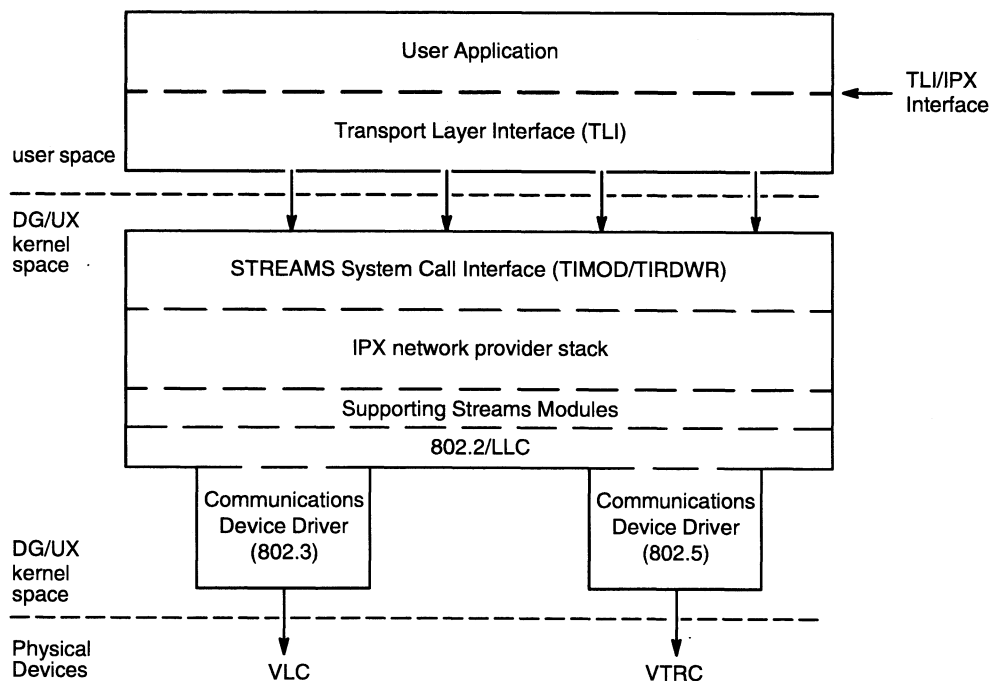 User Application
TLI/IPX
Interface
Transport Layer Interface (TLI)
user space
DG/UX
kernel
space
STREAMS System Call Interface (TIMOD/TIRDWR)
IPX network provider stack
Supporting Streams Modules
802.2/LLC
Communications
Device Driver
(802.3)
Communications
Device Driver
(802.5)
DG/UX
kernel
space
Physical
Devices
VLC
VTRC